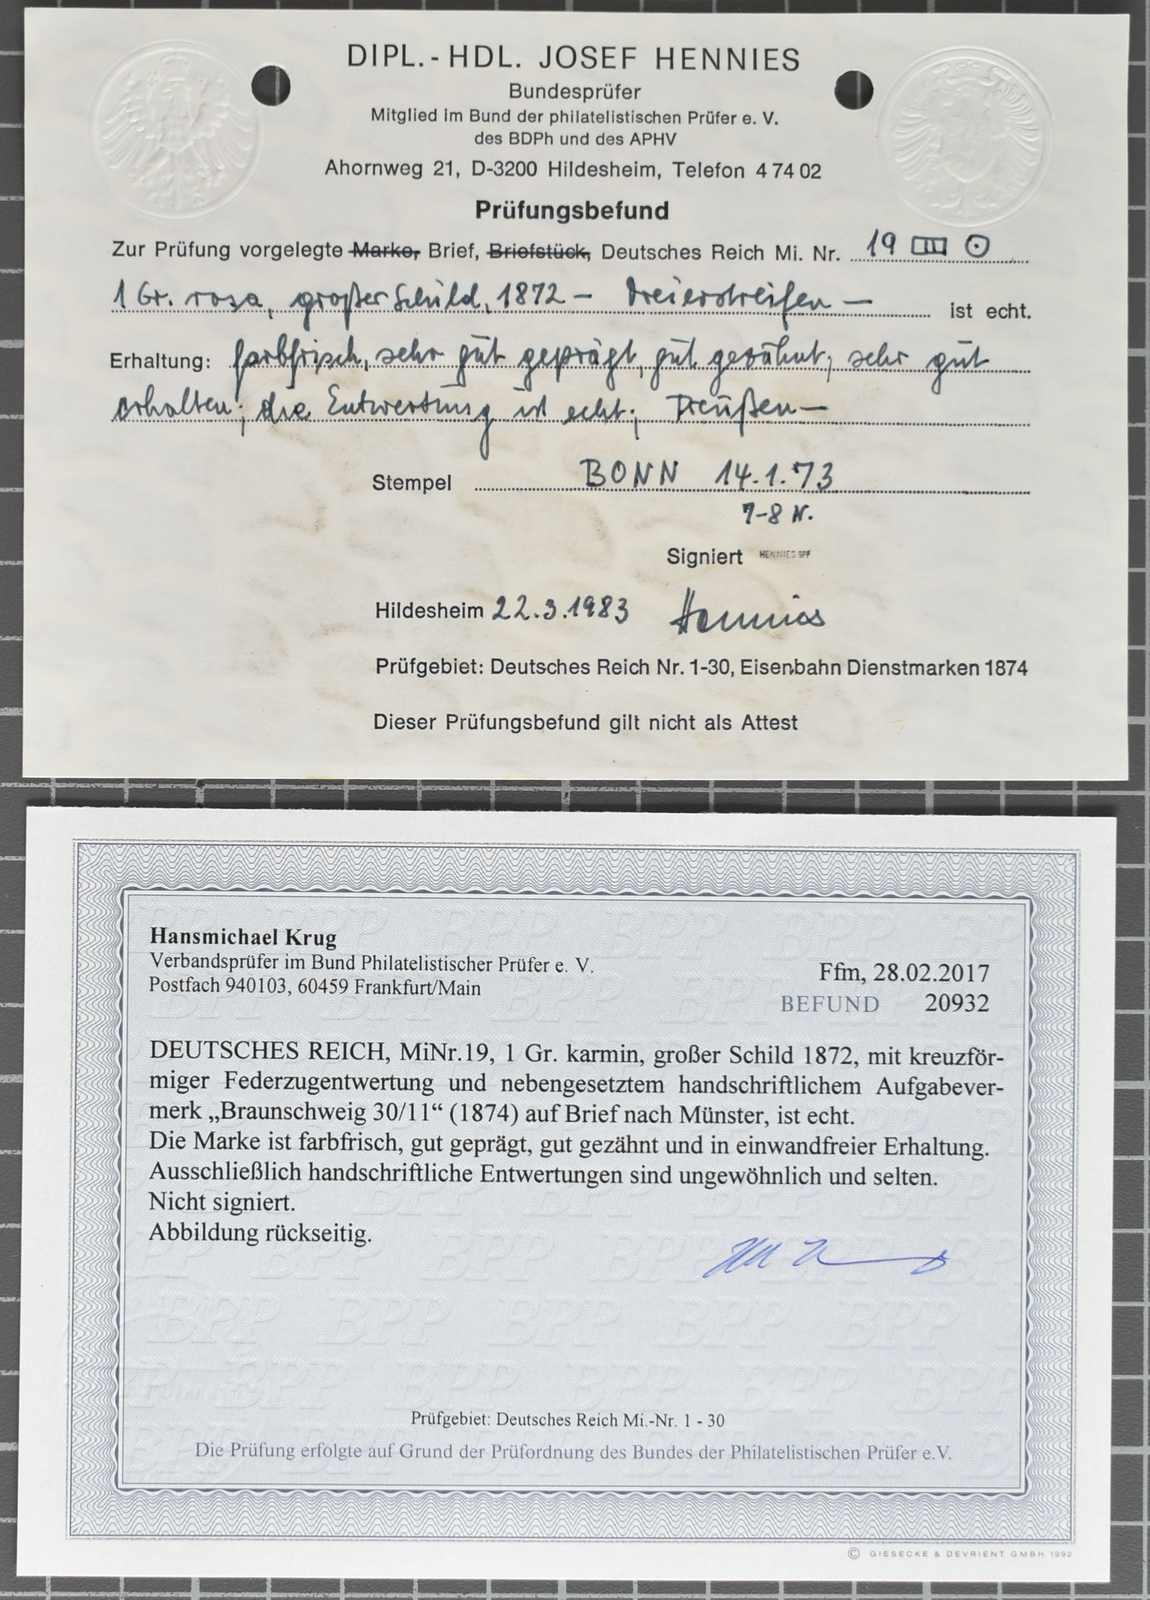 DIPL.-HDL. JOSEF HENNIES
Bundesprüfer
Mitglied im Bund der philatelistischen Prüfer e. V.
des BDPh und des APHV
Ahornweg 21, D-3200 Hildesheim, Telefon 4 74 02
Prüfungsbefund
Zur Prüfung vorgelegte Marke, Brief, Briefstück, Deutsches Reich Mi. Nr. 19
1 Gr. rosa, großer Schild, 1872 – Dreierstreifen – ist echt.
Erhaltung: farbfrisch, sehr gut geprägt, gut gezähnt, sehr gut
erhalten; die Entwertung ist echt; Preußen–
Stempel BONN 14.1.73
7-8 N.
Signiert HENNIES BPP
Hildesheim 22.3.1983 Hennies
Prüfgebiet: Deutsches Reich Nr. 1-30, Eisenbahn Dienstmarken 1874
Dieser Prüfungsbefund gilt nicht als Attest
Hansmichael Krug
Verbandsprüfer im Bund Philatelistischer Prüfer e. V.
Postfach 940103, 60459 Frankfurt/Main
Ffm, 28.02.2017
BEFUND 20932
DEUTSCHES REICH, MiNr.19, 1 Gr. karmin, großer Schild 1872, mit kreuzför-
miger Federzugentwertung und nebengesetztem handschriftlichem Aufgabever-
merk „Braunschweig 30/11“ (1874) auf Brief nach Münster, ist echt.
Die Marke ist farbfrisch, gut geprägt, gut gezähnt und in einwandfreier Erhaltung.
Ausschließlich handschriftliche Entwertungen sind ungewöhnlich und selten.
Nicht signiert.
Abbildung rückseitig.
Prüfgebiet: Deutsches Reich Mi.-Nr. 1 - 30
Die Prüfung erfolgte auf Grund der Prüfordnung des Bundes der Philatelistischen Prüfer e.V.
© GIESECKE & DEVRIENT GMBH 1992